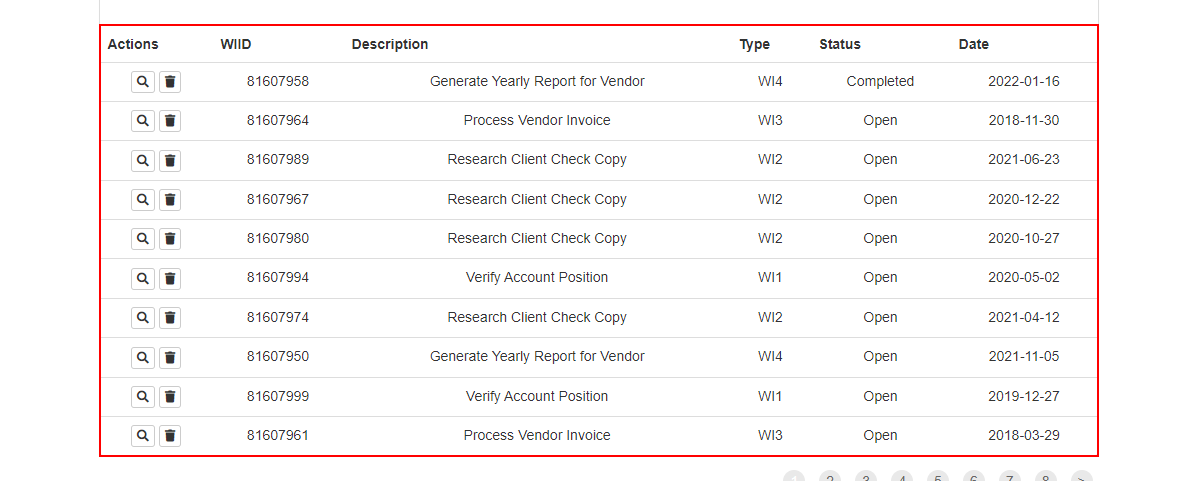 Actions WIID Description Type Status Date
81607958 Generate Yearly Report for Vendor WI4 Completed 2022-01-16
81607964 Process Vendor Invoice WI3 Open 2018-11-30
81607989 Research Client Check Copy WI2 Open 2021-06-23
81607967 Research Client Check Copy WI2 Open 2020-12-22
81607980 Research Client Check Copy WI2 Open 2020-10-27
81607994 Verify Account Position WI1 Open 2020-05-02
81607974 Research Client Check Copy WI2 Open 2021-04-12
81607950 Generate Yearly Report for Vendor WI4 Open 2021-11-05
81607999 Verify Account Position WI1 Open 2019-12-27
81607961 Process Vendor Invoice WI3 Open 2018-03-29
1 2 3 4 5 6 7 8 >